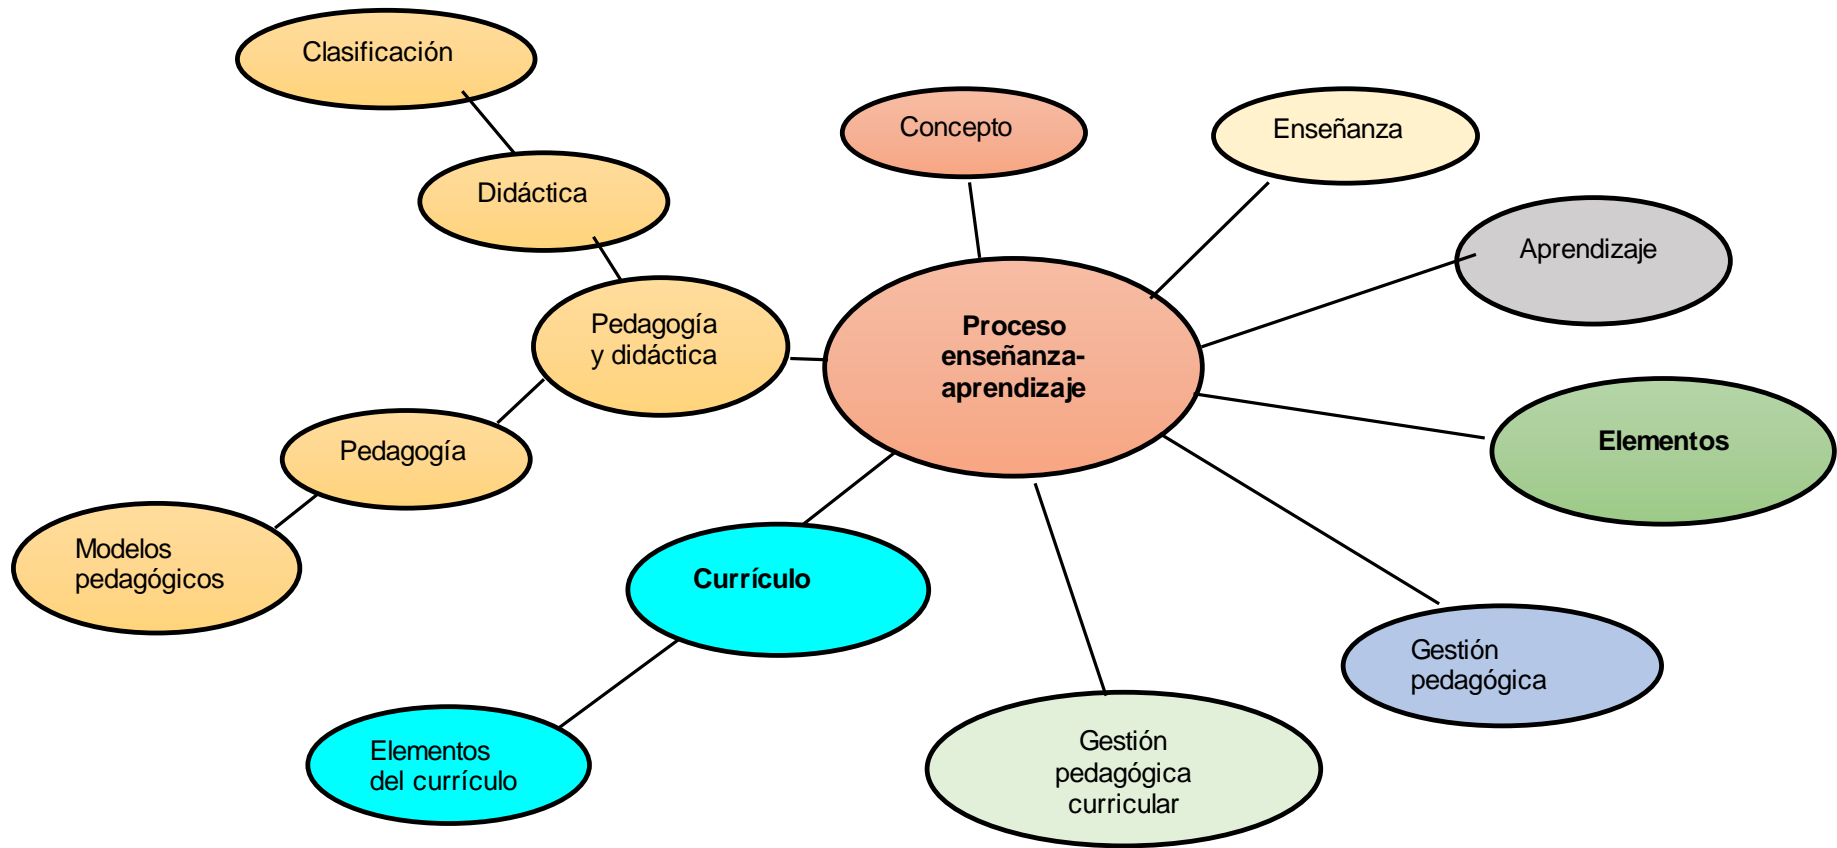 Clasificación
Concepto
Enseñanza
Didáctica
Aprendizaje
Pedagogía
y didáctica
Proceso
enseñanza-
aprendizaje
Elementos
Pedagogía
Modelos
pedagógicos
Currículo
Gestión
pedagógica
Elementos
del currículo
Gestión
pedagógica
curricular